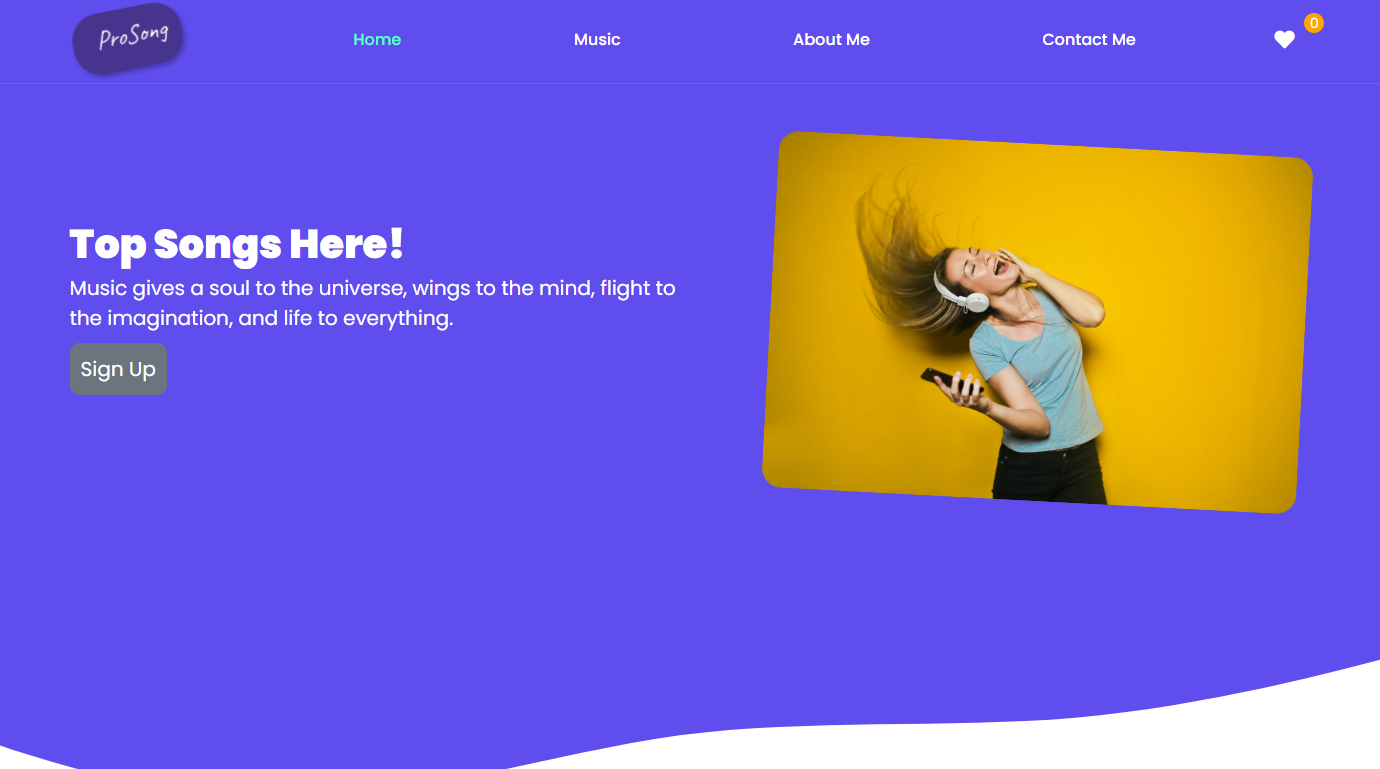 ProSong
Home
Music
About Me
Contact Me
0
Top Songs Here!
Music gives a soul to the universe, wings to the mind, flight to
the imagination, and life to everything.
Sign Up